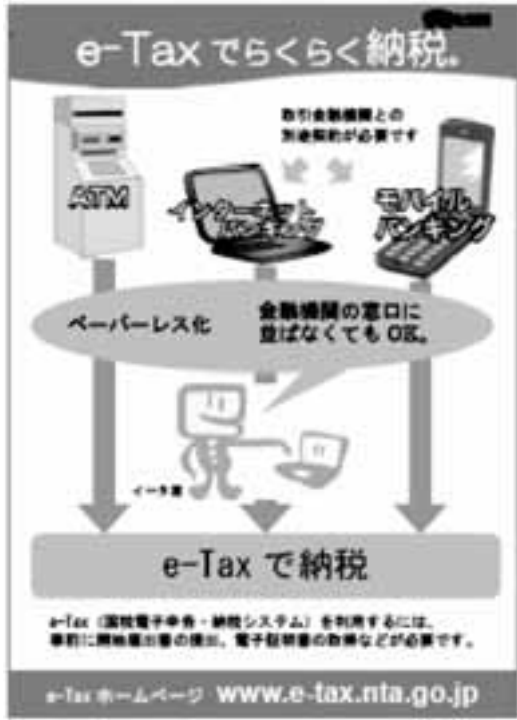 e-Taxでらくらく納税。
取引金融機関との
別途契約が必要です
ATM
インターネット
バンキング
モバイル
バンキング
ペーパーレス化
金融機関の窓口に
並ばなくてもOK。
イータ君
e-Taxで納税
e-Tax（国税電子申告・納税システム）を利用するには、
事前に開始届出書の提出、電子証明書の取得などが必要です。
e-Taxホームページ www.e-tax.nta.go.jp